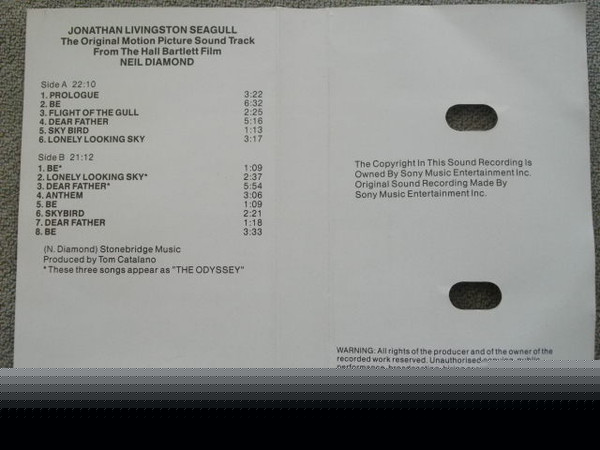 JONATHAN LIVINGSTON SEAGULL
The Original Motion Picture Sound Track
From The Hall Bartlett Film
NEIL DIAMOND
Side A 22:10
1. PROLOGUE 3:22
2. BE 6:32
3. FLIGHT OF THE GULL 2:25
4. DEAR FATHER 5:16
5. SKY BIRD 1:13
6. LONELY LOOKING SKY 3:17
Side B 21:12
1. BE* 1:09
2. LONELY LOOKING SKY* 2:37
3. DEAR FATHER* 5:54
4. ANTHEM 3:06
5. BE 1:09
6. SKYBIRD 2:21
7. DEAR FATHER 1:18
8. BE 3:33
(N. Diamond) Stonebridge Music
Produced by Tom Catalano
* These three songs appear as "THE ODYSSEY"
The Copyright In This Sound Recording Is
Owned By Sony Music Entertainment Inc.
Original Sound Recording Made By
Sony Music Entertainment Inc.
WARNING: All rights of the producer and of the owner of the
recorded work reserved. Unauthorised copying, public
performance, broadcasting, hiring